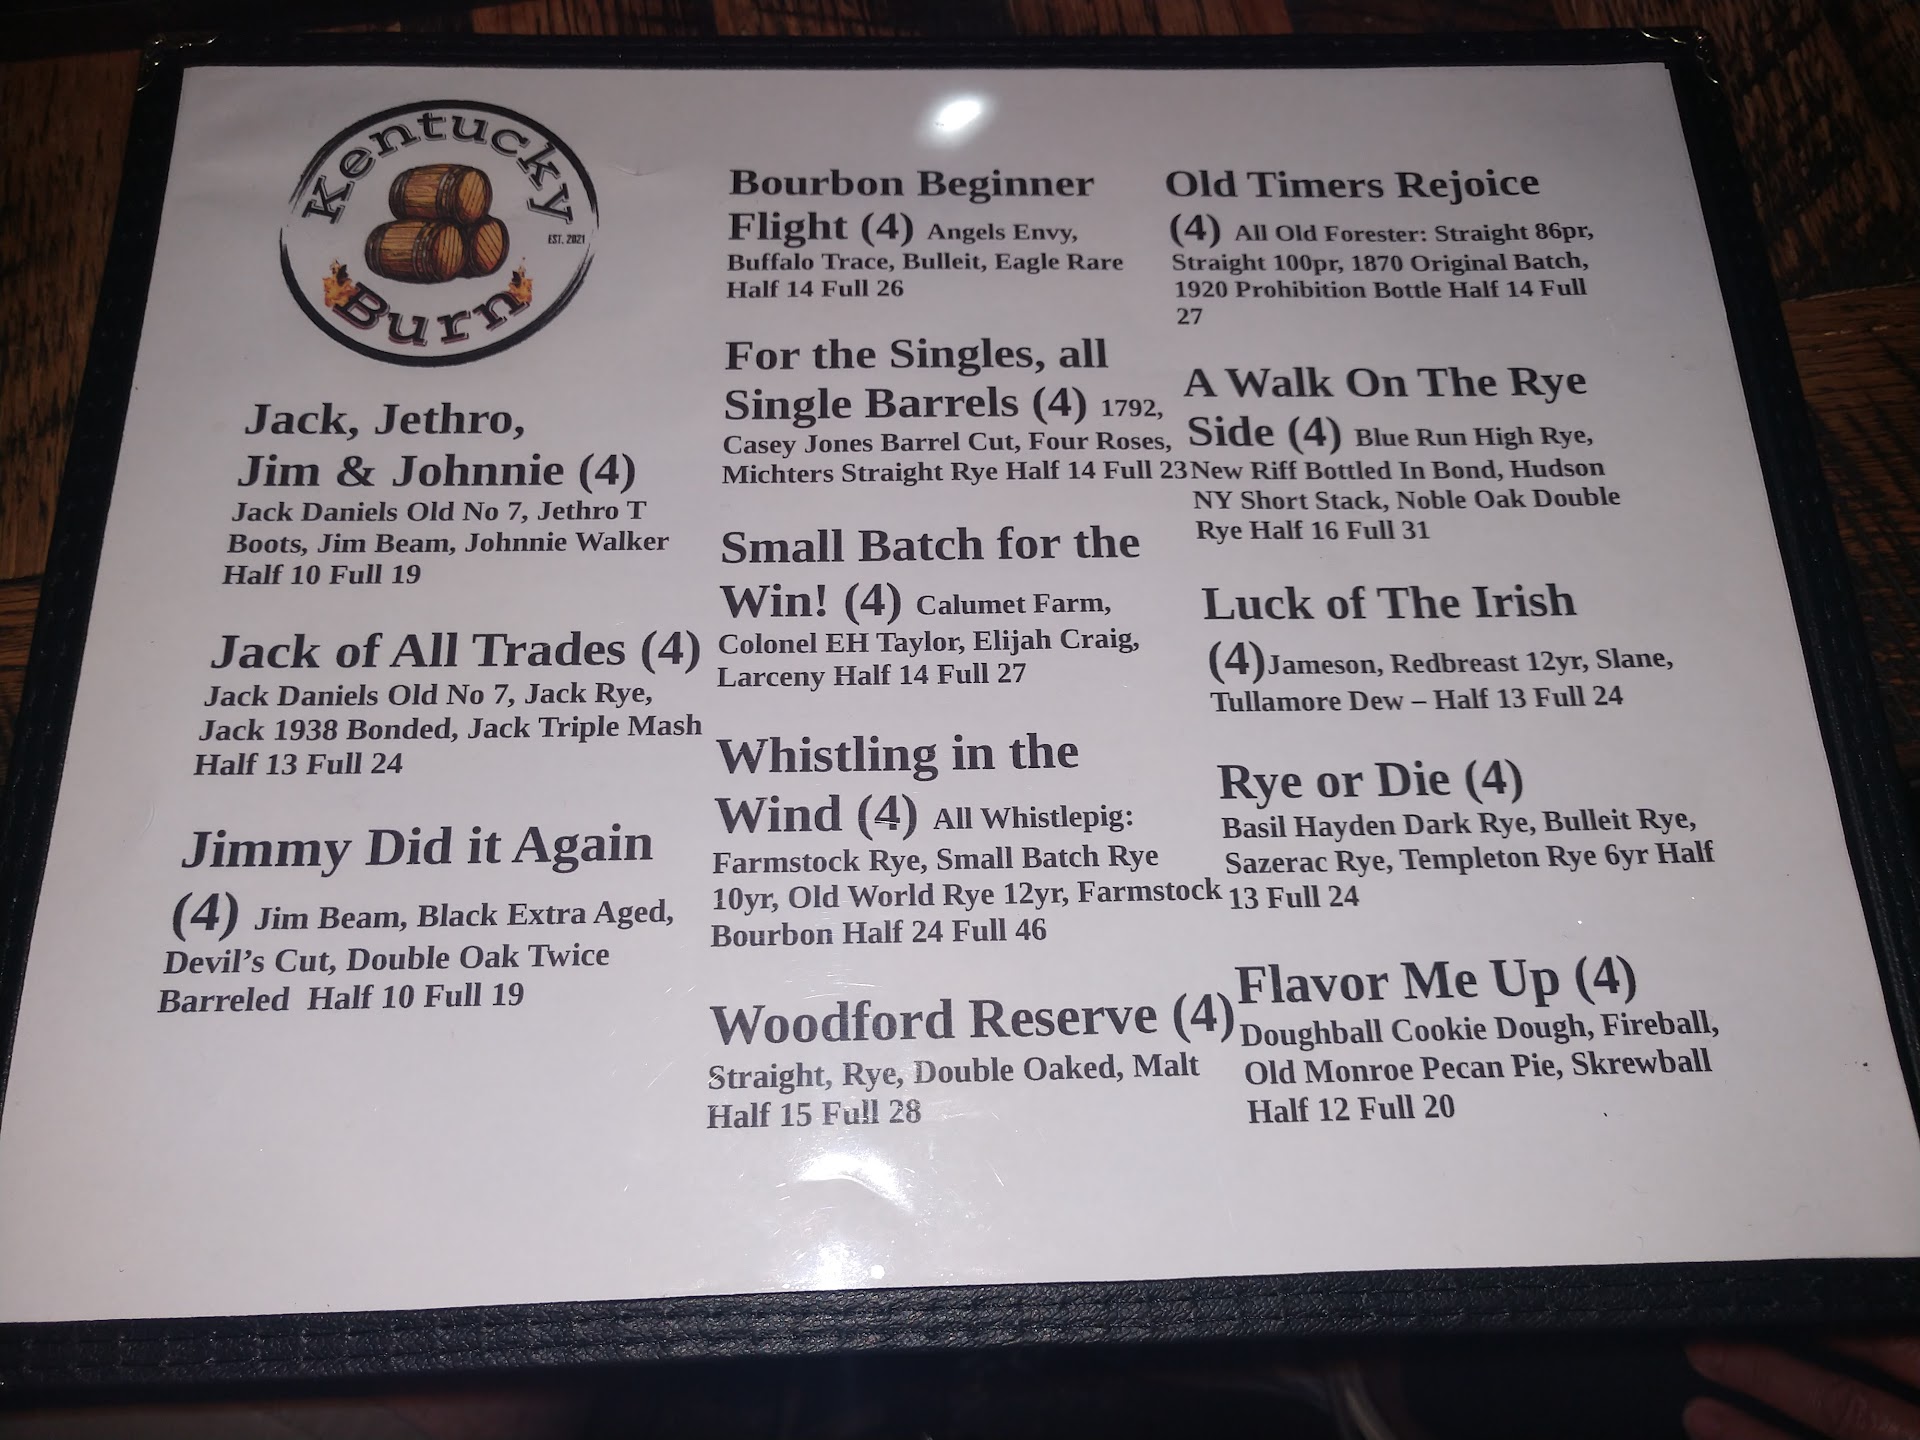 Kentucky
EST. 2021
Burn
Jack, Jethro,
Jim & Johnnie (4)
Jack Daniels Old No 7, Jethro T
Boots, Jim Beam, Johnnie Walker
Half 10 Full 19
Jack of All Trades (4)
Jack Daniels Old No 7, Jack Rye,
Jack 1938 Bonded, Jack Triple Mash
Half 13 Full 24
Jimmy Did it Again
(4) Jim Beam, Black Extra Aged,
Devil's Cut, Double Oak Twice
Barreled Half 10 Full 19
Bourbon Beginner
Flight (4) Angels Envy,
Buffalo Trace, Bulleit, Eagle Rare
Half 14 Full 26
For the Singles, all
Single Barrels (4) 1792,
Casey Jones Barrel Cut, Four Roses,
Michters Straight Rye Half 14 Full 23
Small Batch for the
Win! (4) Calumet Farm,
Colonel EH Taylor, Elijah Craig,
Larceny Half 14 Full 27
Whistling in the
Wind (4) All Whistlepig:
Farmstock Rye, Small Batch Rye
10yr, Old World Rye 12yr, Farmstock
Bourbon Half 24 Full 46
Woodford Reserve (4)
Straight, Rye, Double Oaked, Malt
Half 15 Full 28
Old Timers Rejoice
(4) All Old Forester: Straight 86pr,
Straight 100pr, 1870 Original Batch,
1920 Prohibition Bottle Half 14 Full
27
A Walk On The Rye
Side (4) Blue Run High Rye,
New Riff Bottled In Bond, Hudson
NY Short Stack, Noble Oak Double
Rye Half 16 Full 31
Luck of The Irish
(4)Jameson, Redbreast 12yr, Slane,
Tullamore Dew – Half 13 Full 24
Rye or Die (4)
Basil Hayden Dark Rye, Bulleit Rye,
Sazerac Rye, Templeton Rye 6yr Half
13 Full 24
Flavor Me Up (4)
Doughball Cookie Dough, Fireball,
Old Monroe Pecan Pie, Skrewball
Half 12 Full 20